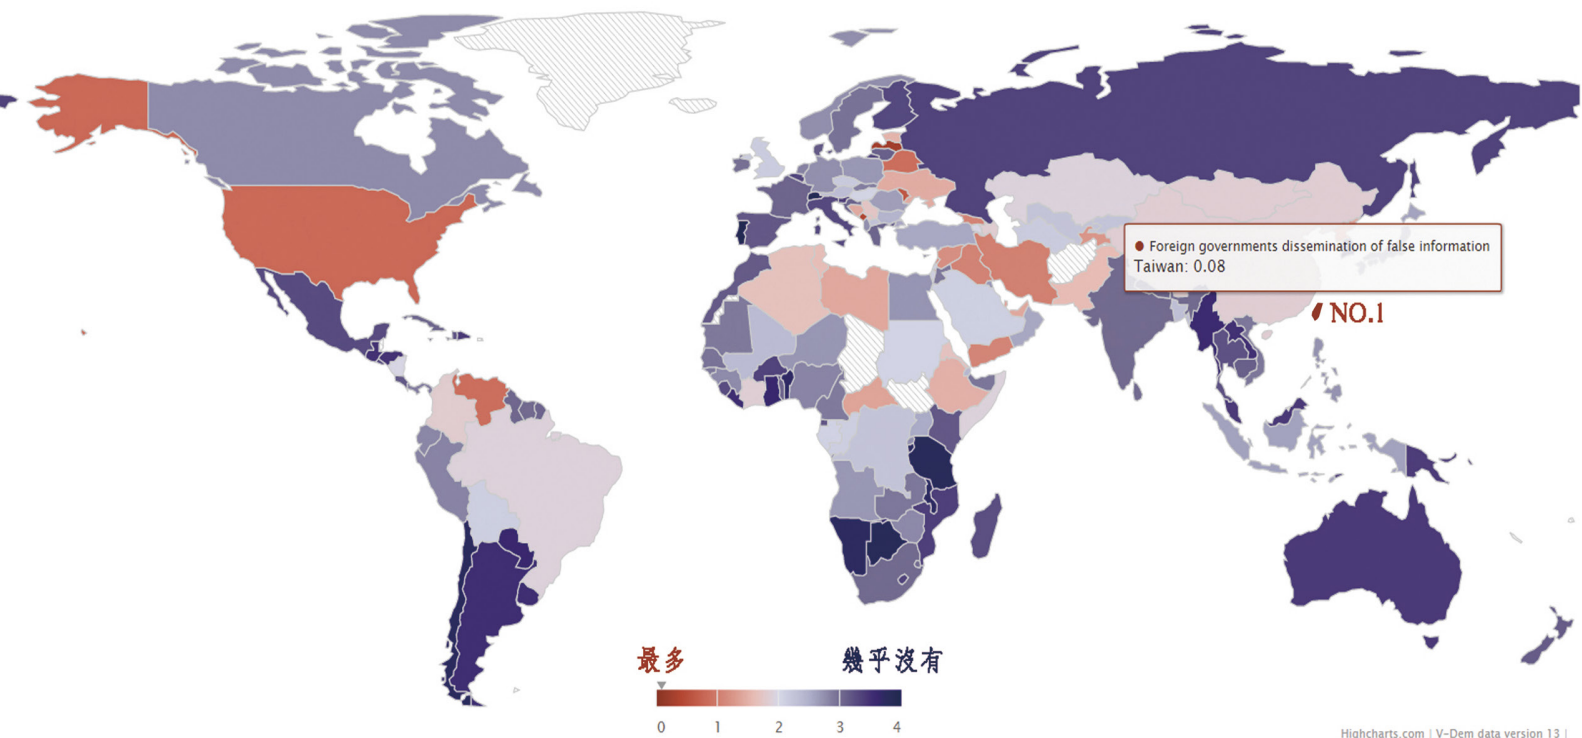 ● Foreign governments dissemination of false information
Taiwan: 0.08
NO.1
最多
幾乎沒有
0 1 2 3 4
Highcharts.com | V-Dem data version 13 |